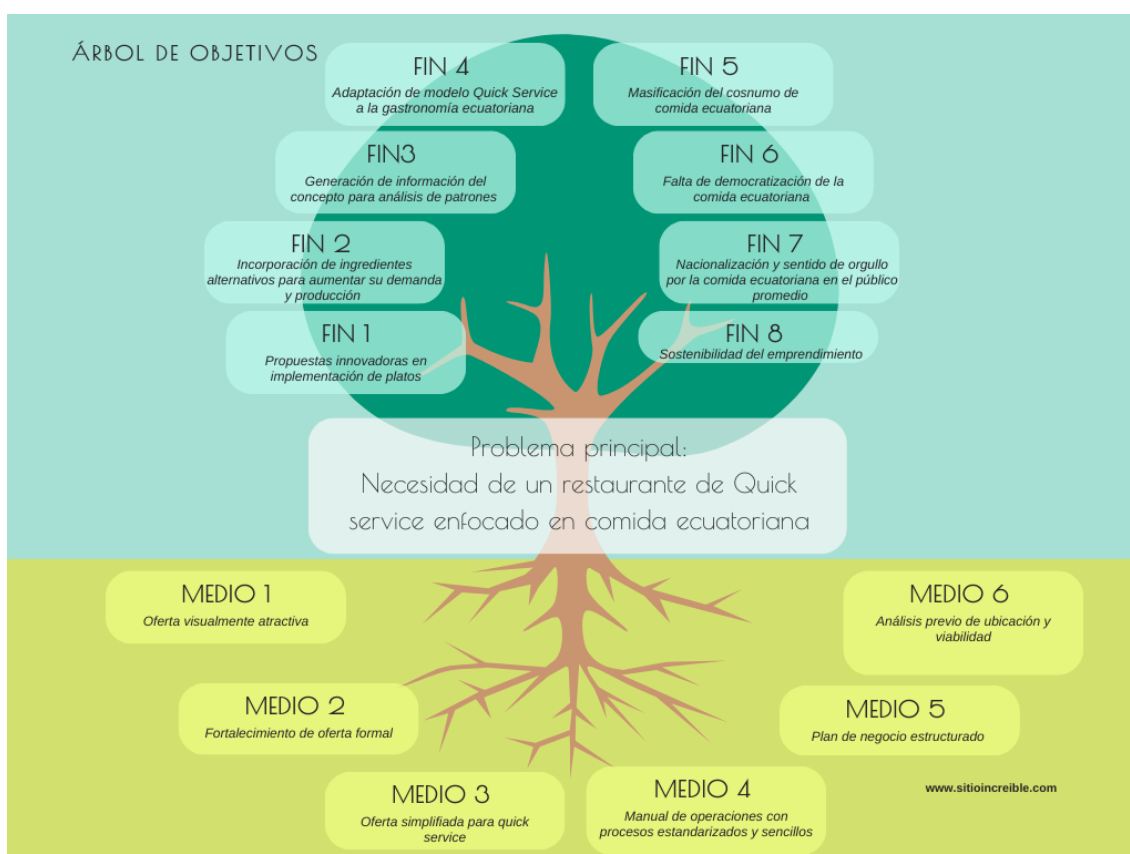 ÁRBOL DE OBJETIVOS
FIN 4
Adaptación de modelo Quick Service
a la gastronomía ecuatoriana
FIN 5
Masificación del cosnumo de
comida ecuatoriana
FIN3
Generación de información del
concepto para análisis de patrones
FIN 6
Falta de democratización de la
comida ecuatoriana
FIN 2
Incorporación de ingredientes
alternativos para aumentar su demanda
y producción
FIN 7
Nacionalización y sentido de orgullo
por la comida ecuatoriana en el público
promedio
FIN 1
Propuestas innovadoras en
implementación de platos
FIN 8
Sostenibilidad del emprendimiento
Problema principal:
Necesidad de un restaurante de Quick
service enfocado en comida ecuatoriana
MEDIO 1
Oferta visualmente atractiva
MEDIO 6
Análisis previo de ubicación y
viabilidad
MEDIO 2
Fortalecimiento de oferta formal
MEDIO 5
Plan de negocio estructurado
MEDIO 3
Oferta simplifiada para quick
service
MEDIO 4
Manual de operaciones con
procesos estandarizados y sencillos
www.sitioincreible.com